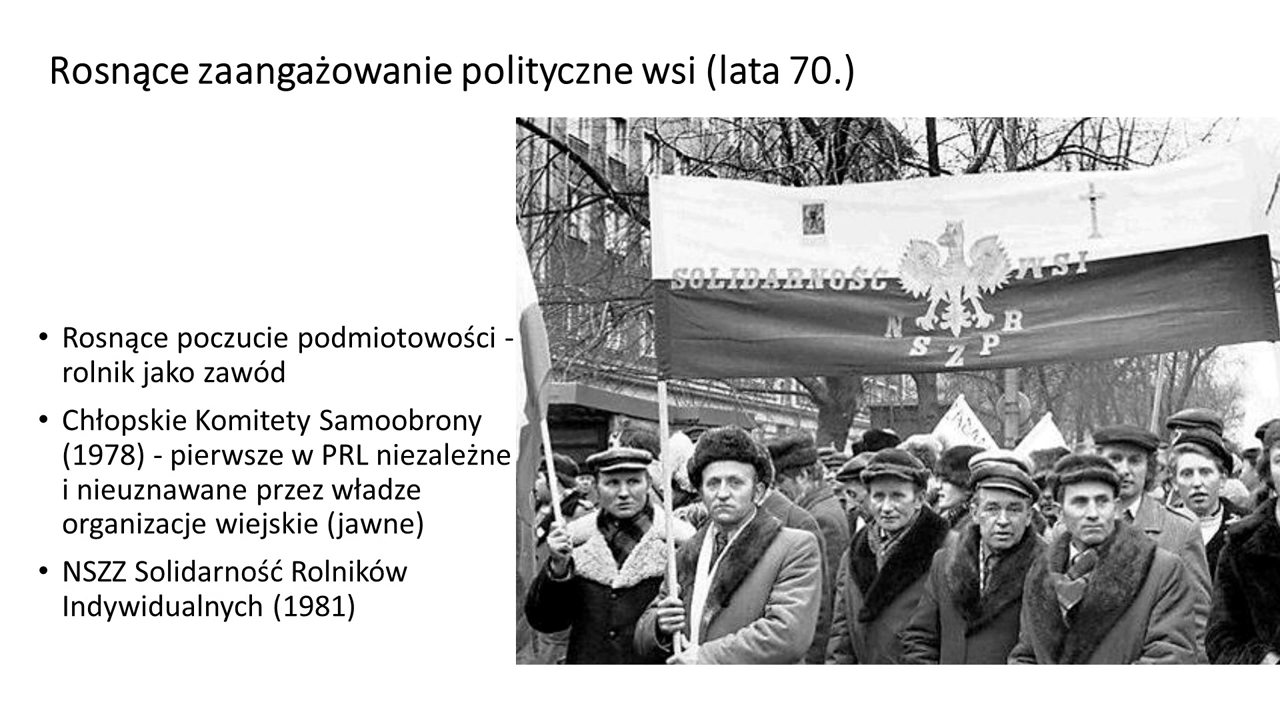 Rosnące zaangażowanie polityczne wsi (lata 70.)
SOLIDARNOŚĆ WSI
N S Z P R
• Rosnące poczucie podmiotowości -
rolnik jako zawód
• Chłopskie Komitety Samoobrony
(1978) - pierwsze w PRL niezależne
i nieuznawane przez władze
organizacje wiejskie (jawne)
• NSZZ Solidarność Rolników
Indywidualnych (1981)